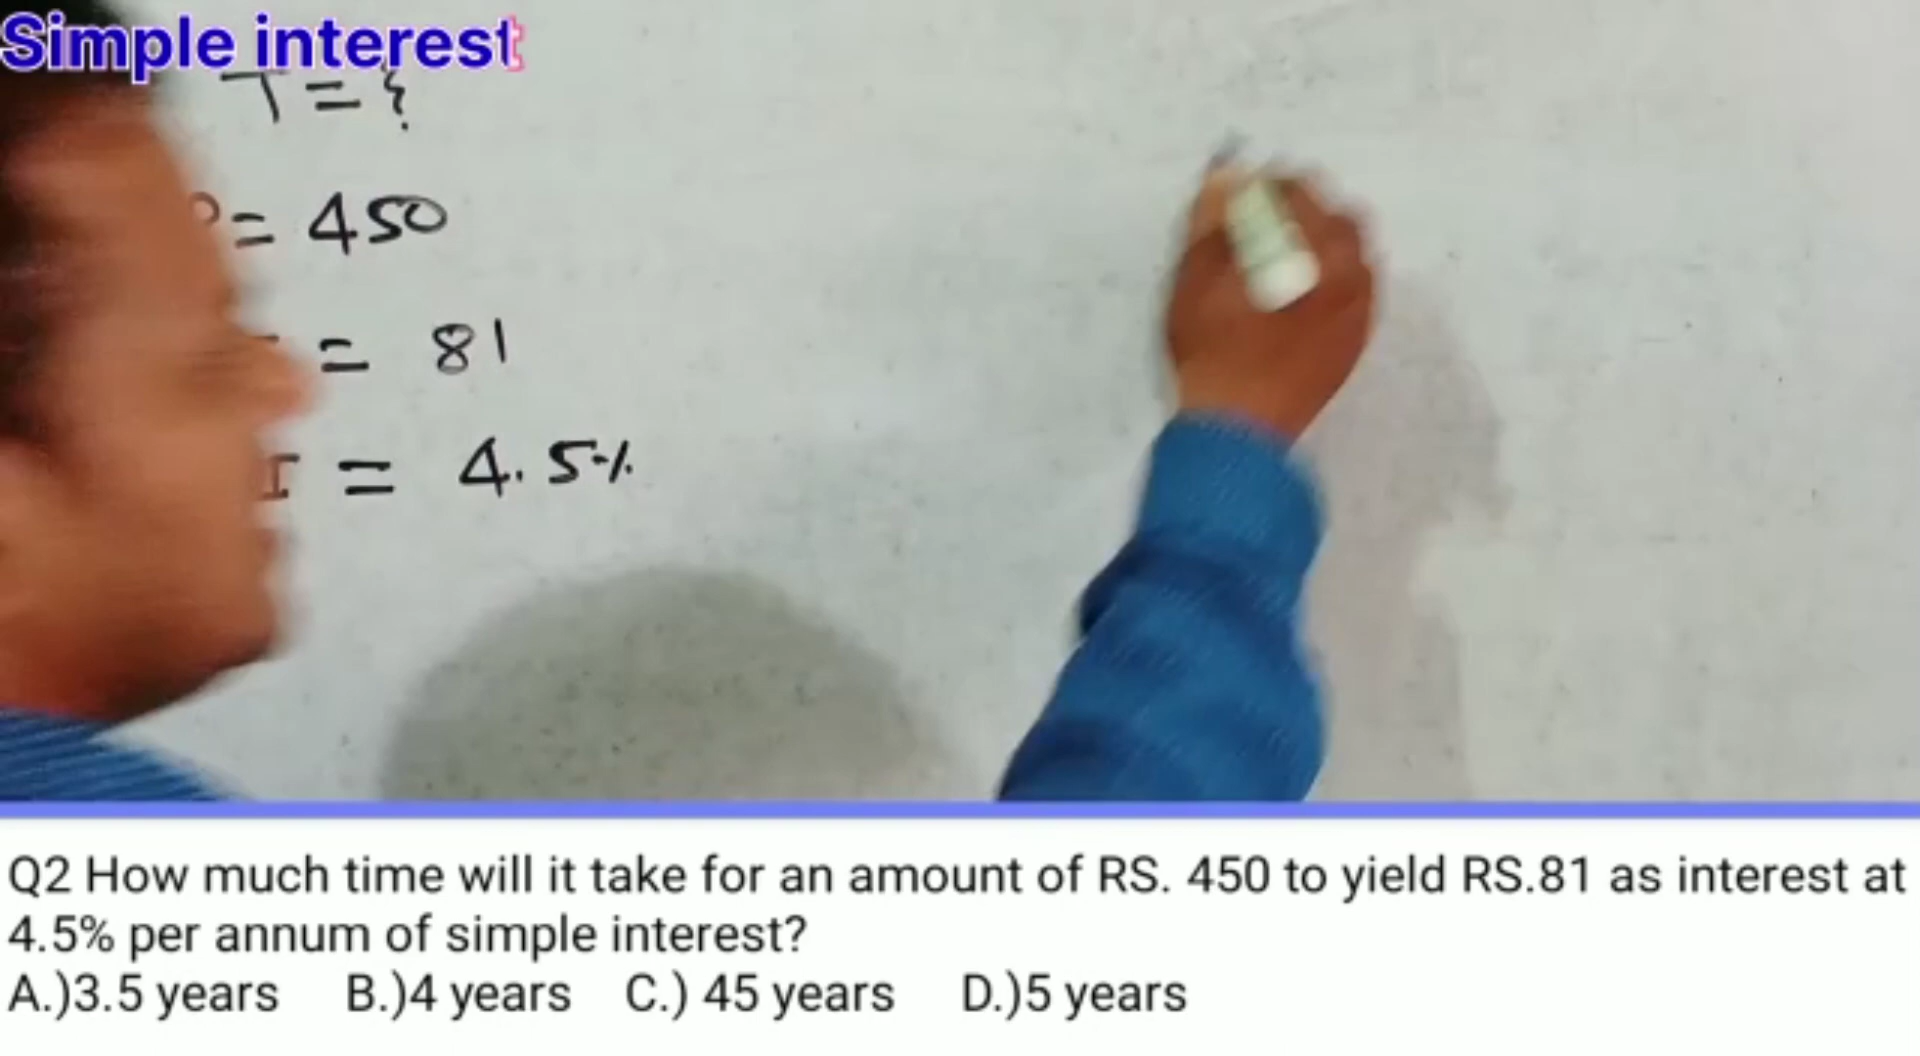 Simple interest
T = ?
P = 450
= 81
I = 4.5%
Q2 How much time will it take for an amount of RS. 450 to yield RS.81 as interest at
4.5% per annum of simple interest?
A.)3.5 years B.)4 years C.) 45 years D.)5 years